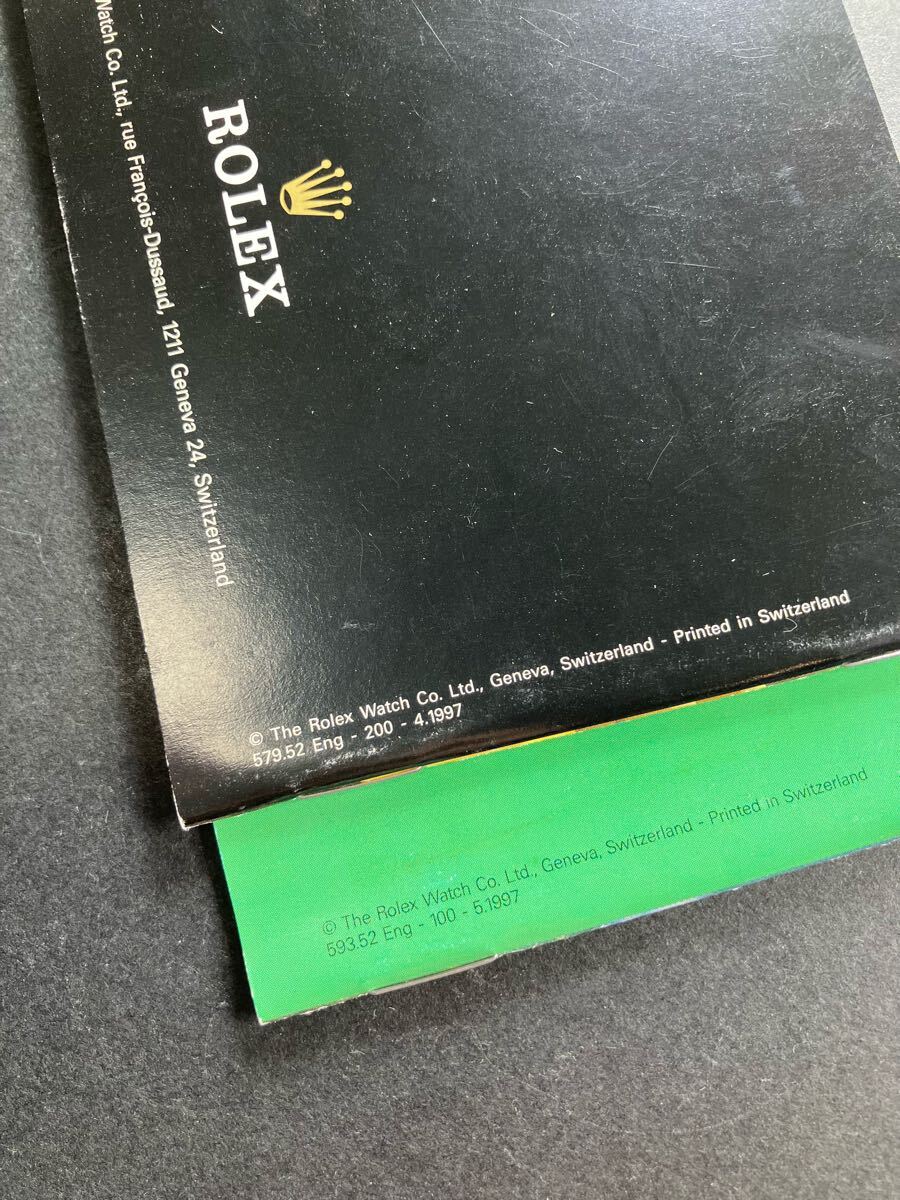 ROLEX
Watch Co. Ltd., rue François-Dussaud, 1211 Geneva 24, Switzerland
© The Rolex Watch Co. Ltd., Geneva, Switzerland - Printed in Switzerland
579.52 Eng - 200 - 4.1997
© The Rolex Watch Co. Ltd., Geneva, Switzerland - Printed in Switzerland
593.52 Eng - 100 - 5.1997